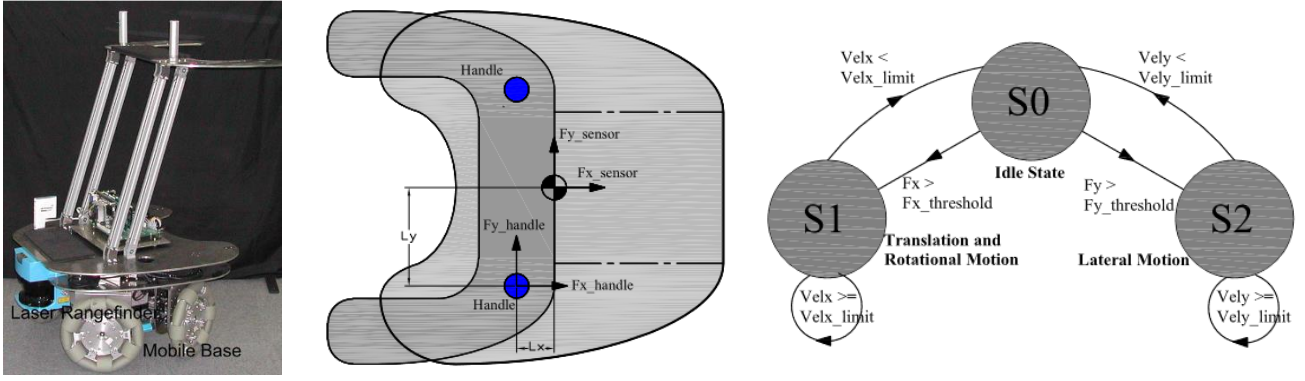 Laser Rangefinder
Mobile Base
Handle
Fy_sensor
Fx_sensor
Ly
Fy_handle
Fx_handle
Handle
Lx
Velx <
Velx_limit
Vely <
Vely_limit
S0
Idle State
Fx >
Fx_threshold
Fy >
Fy_threshold
S1
S2
Translation and
Rotational Motion
Lateral Motion
Velx >=
Velx_limit
Vely >=
Vely_limit